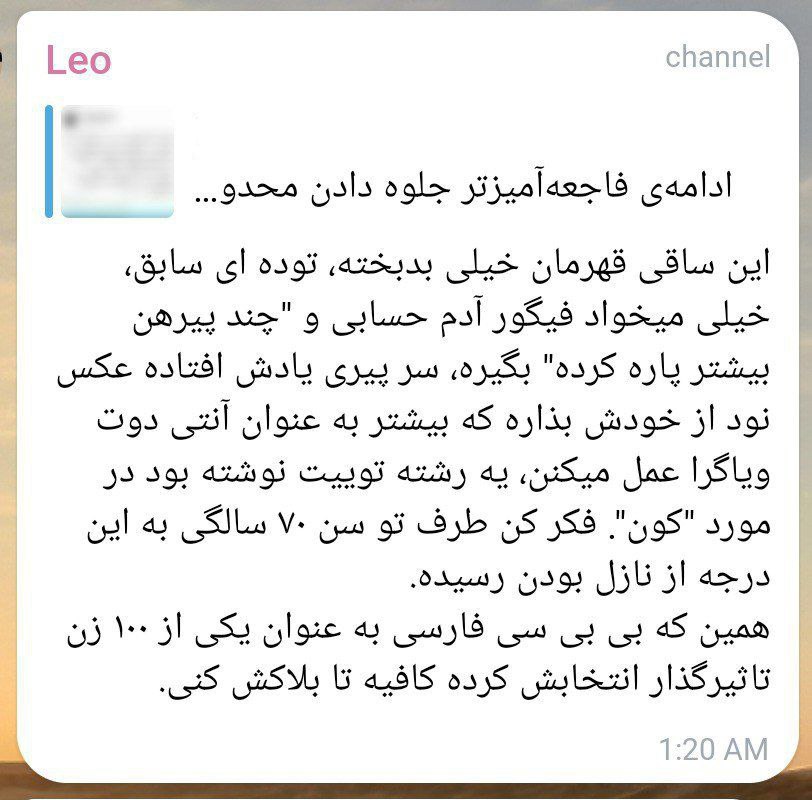 Leo
channel
ادامه‌ی فاجعه‌آمیزتر جلوه دادن محدو...
این ساقی قهرمان خیلی بدبخته، توده ای سابق،
خیلی میخواد فیگور آدم حسابی و "چند پیرهن
بیشتر پاره کرده" بگیره، سر پیری یادش افتاده عکس
نود از خودش بذاره که بیشتر به عنوان آنتی دوت
ویاگرا عمل میکنن، یه رشته توییت نوشته بود در
مورد "کون". فکر کن طرف تو سن ۷۰ سالگی به این
درجه از نازل بودن رسیده.
همین که بی بی سی فارسی به عنوان یکی از ۱۰۰ زن
تاثیرگذار انتخابش کرده کافیه تا بلاکش کنی.
1:20 AM